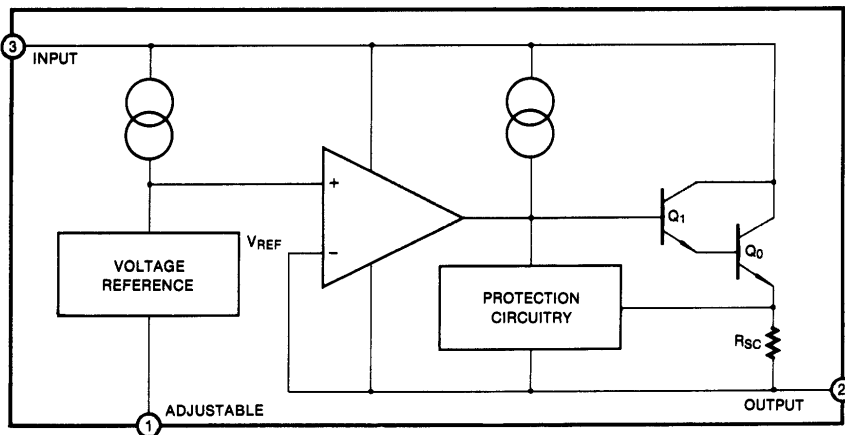 3
INPUT
+
Q1
VREF
−
Q0
VOLTAGE
REFERENCE
PROTECTION
CIRCUITRY
RSC
ADJUSTABLE
1
OUTPUT
2